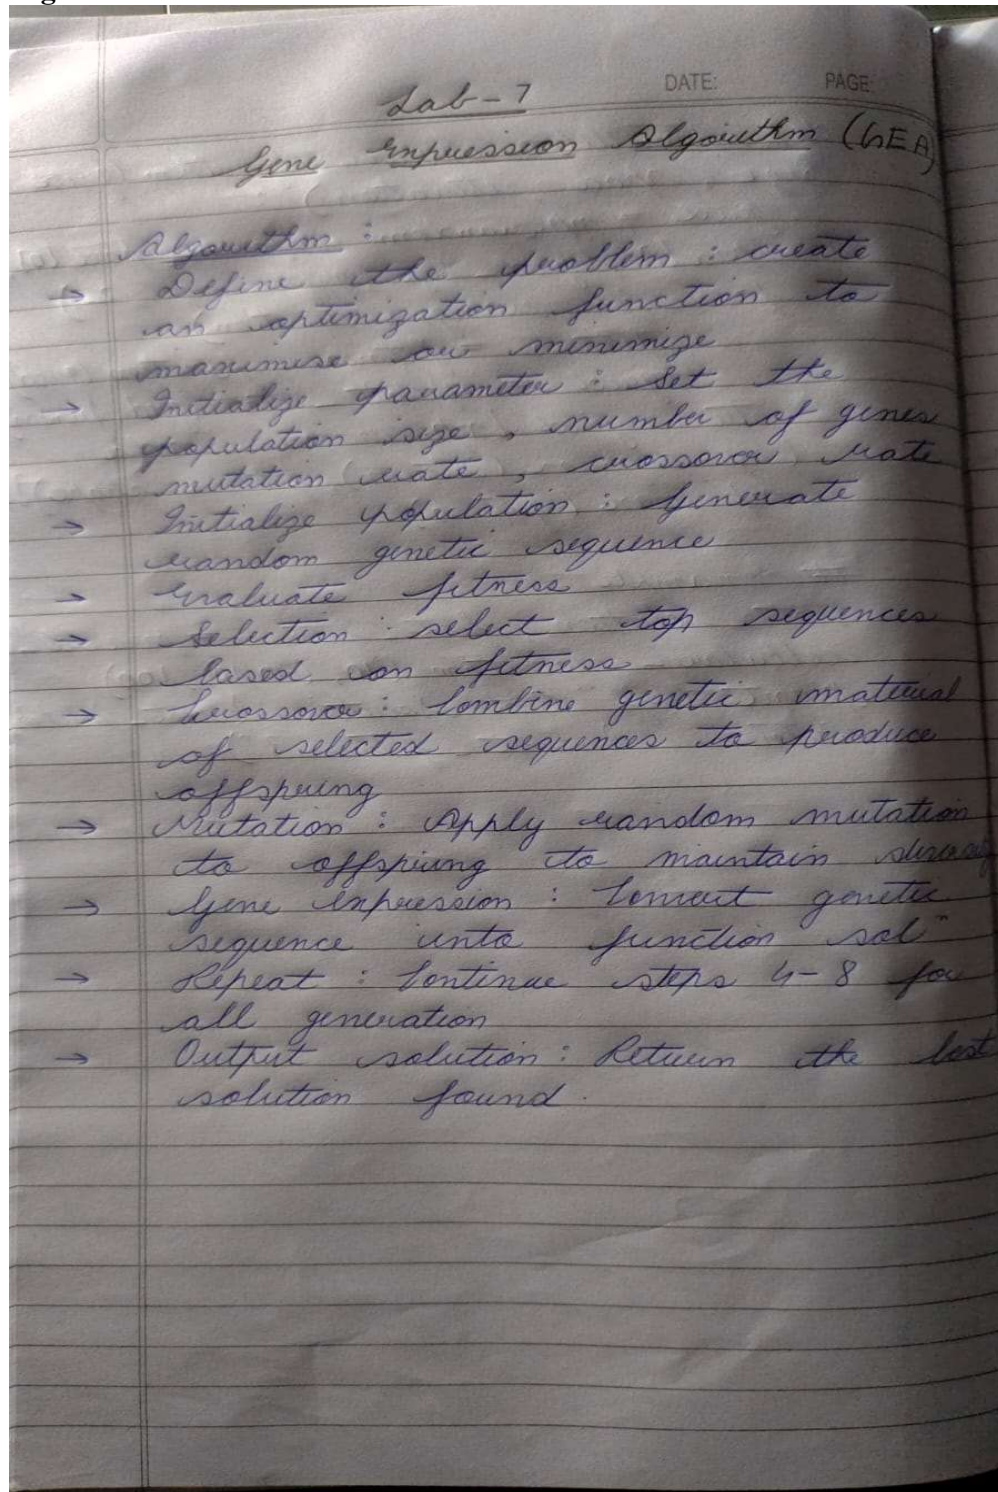 DATE: PAGE:
Lab - 7
Gene Expression Algorithm (GEA)
Algorithm :
→ Define the problem : create
an optimization function to
maximise or minimize
→ Initialize parameter : Set the
population size, number of genes
mutation rate, crossover rate
→ Initialize population : Generate
random genetic sequence
→ Evaluate fitness
→ Selection : select top sequences
based on fitness
→ Crossover : Combine genetic material
of selected sequences to produce
offspring
→ Mutation : Apply random mutation
to offspring to maintain diversity
→ Gene Expression : Convert genetic
sequence into function sol"
→ Repeat : Continue steps 4-8 for
all generation
→ Output solution : Return the best
solution found.